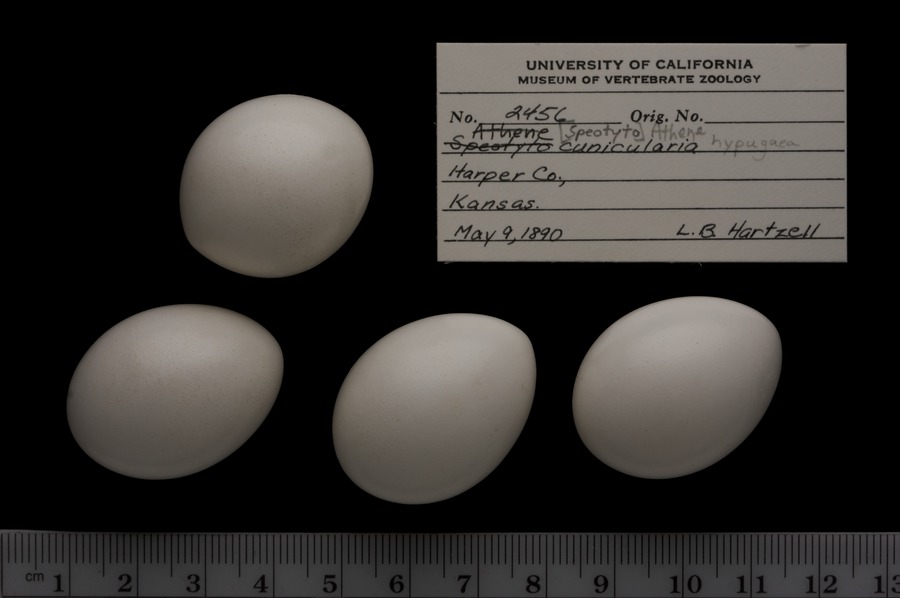 UNIVERSITY OF CALIFORNIA
MUSEUM OF VERTEBRATE ZOOLOGY
No. 2456 Orig. No.
Athene [Speotyto] Athene
Speotyto cunicularia hypugaea
Harper Co.,
Kansas.
May 9, 1890 L.B. Hartzell
cm 1 2 3 4 5 6 7 8 9 10 11 12 13